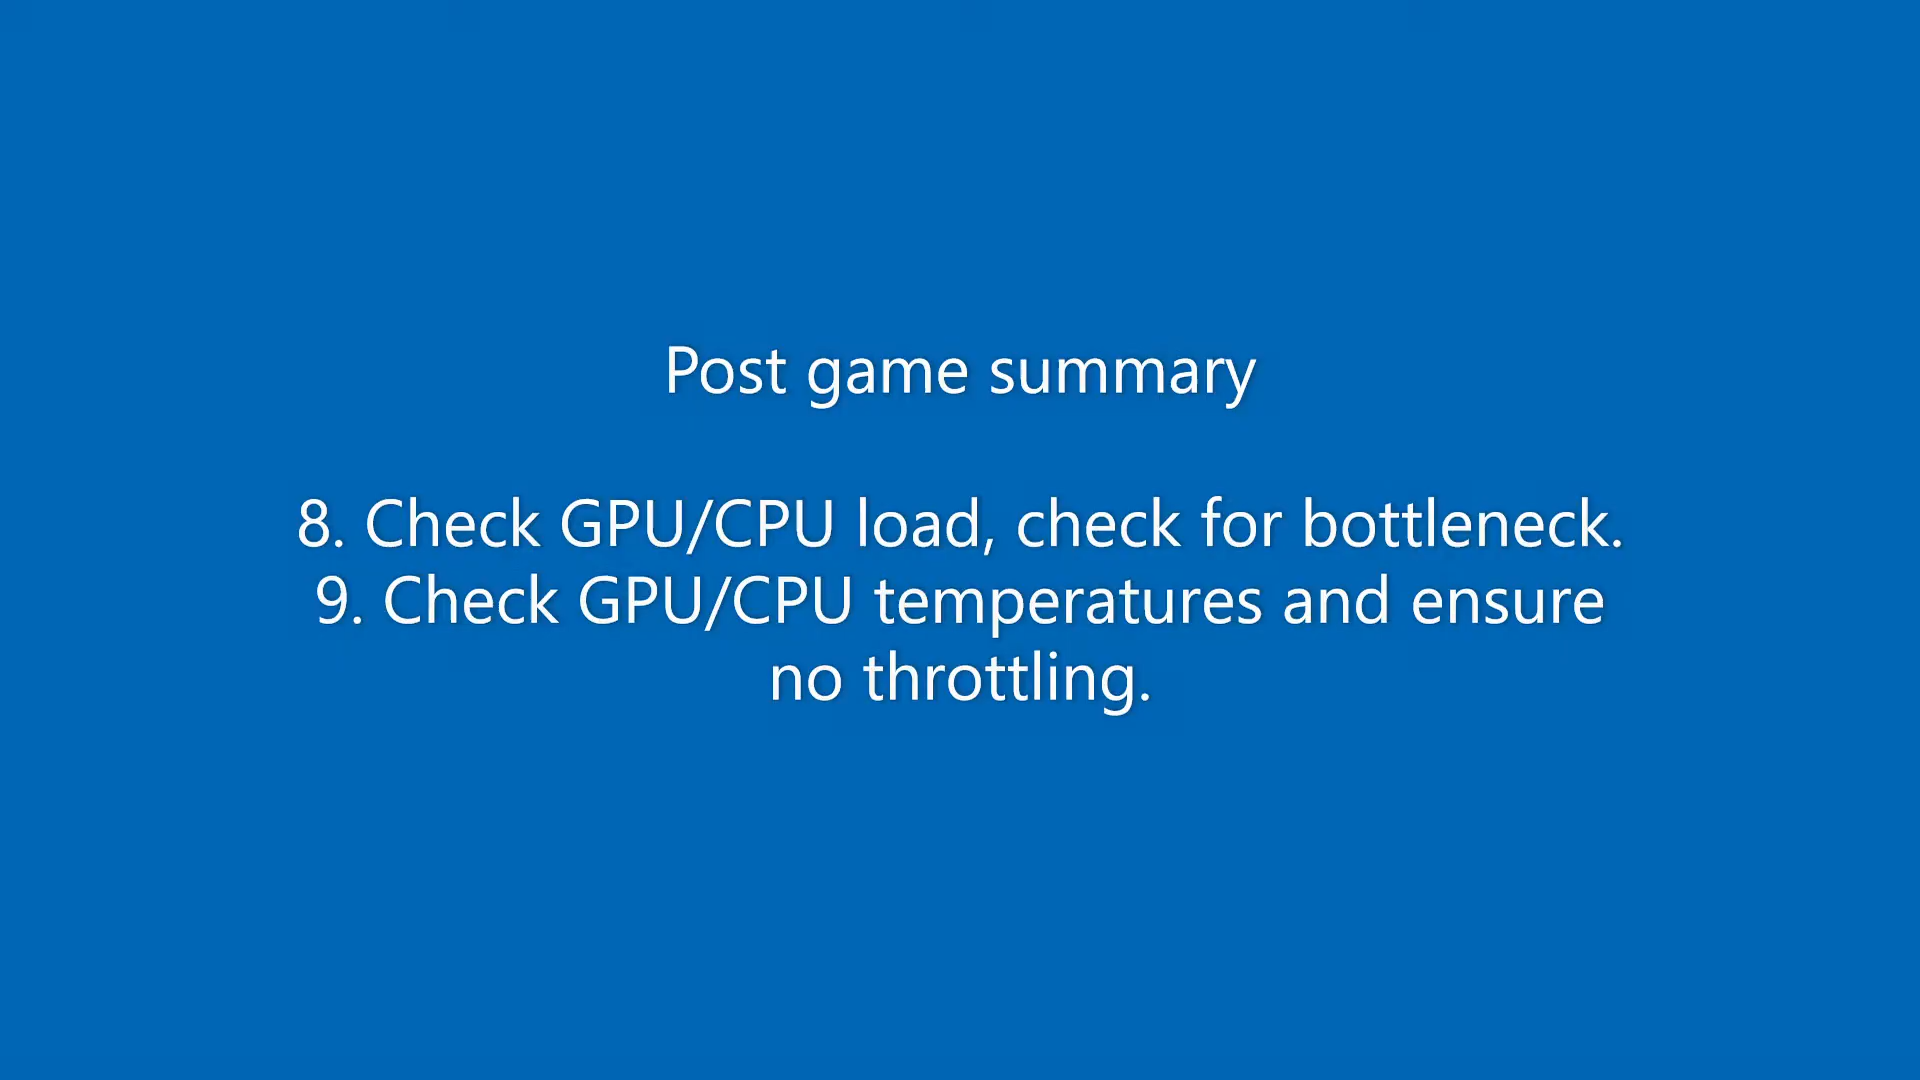 Post game summary
8. Check GPU/CPU load, check for bottleneck.
9. Check GPU/CPU temperatures and ensure
no throttling.